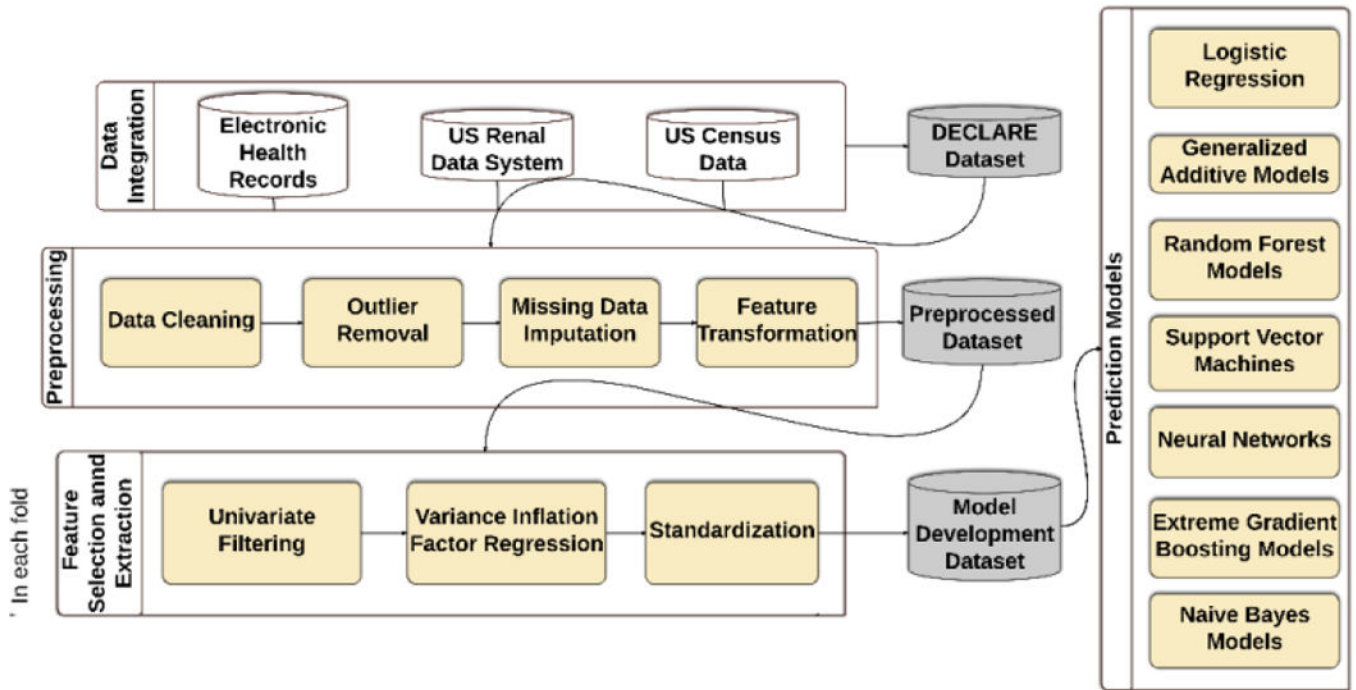 Data
Integration
Electronic
Health
Records
US Renal
Data System
US Census
Data
DECLARE
Dataset
Preprocessing
Data Cleaning
Outlier
Removal
Missing Data
Imputation
Feature
Transformation
Preprocessed
Dataset
' In each fold
Feature
Selection annd
Extraction
Univariate
Filtering
Variance Inflation
Factor Regression
Standardization
Model
Development
Dataset
Prediction Models
Logistic
Regression
Generalized
Additive Models
Random Forest
Models
Support Vector
Machines
Neural Networks
Extreme Gradient
Boosting Models
Naive Bayes
Models